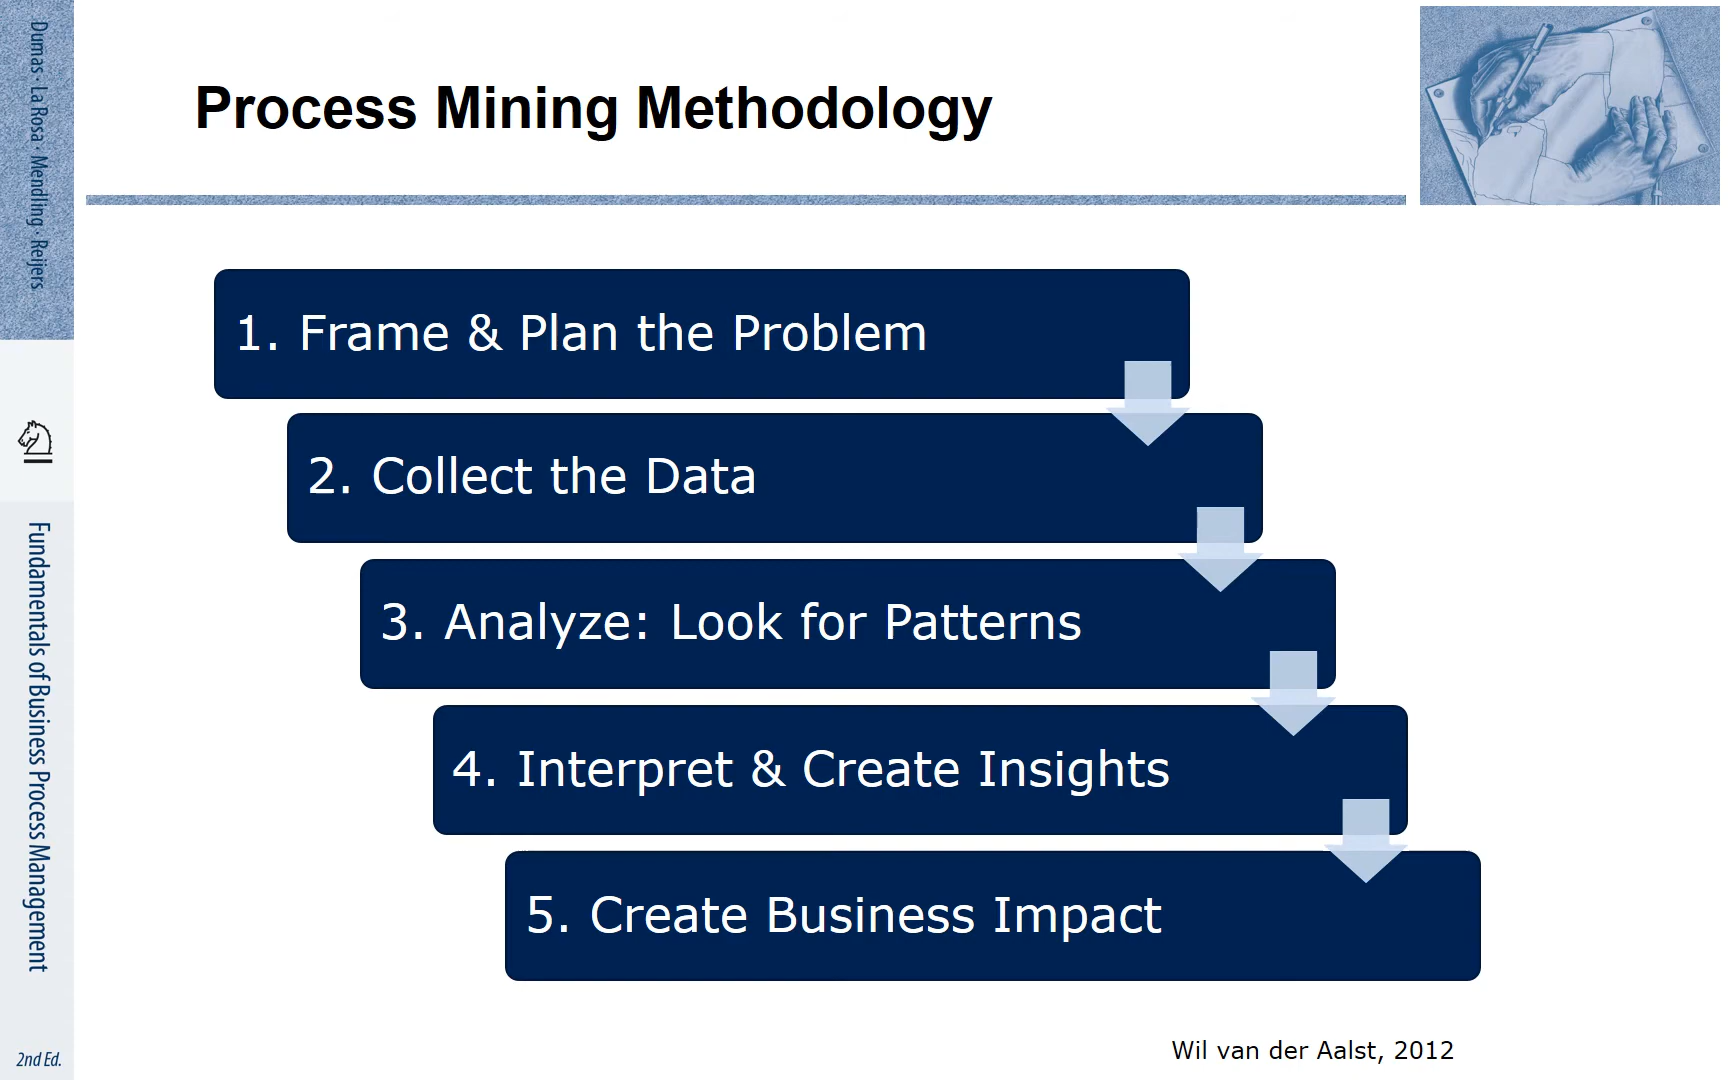 Dumas · La Rosa · Mendling · Reijers
Fundamentals of Business Process Management
2nd Ed.
Process Mining Methodology
1. Frame & Plan the Problem
2. Collect the Data
3. Analyze: Look for Patterns
4. Interpret & Create Insights
5. Create Business Impact
Wil van der Aalst, 2012